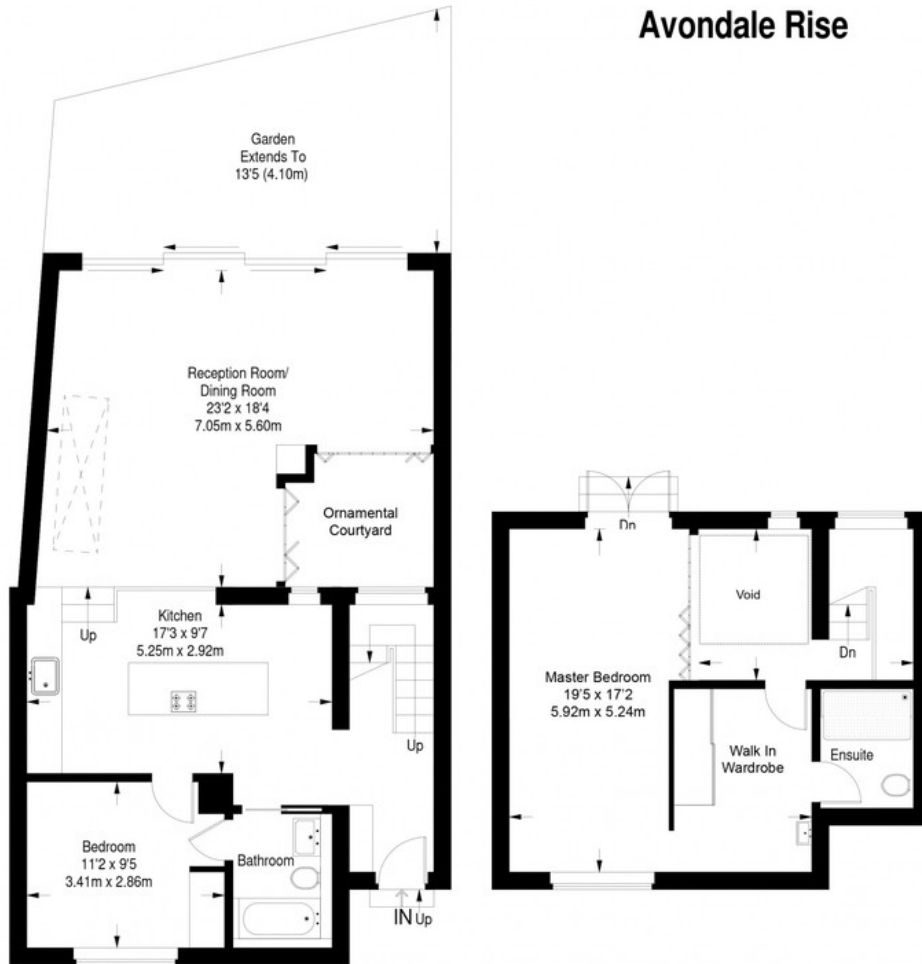 Avondale Rise
Garden
Extends To
13'5 (4.10m)
Reception Room/
Dining Room
23'2 x 18'4
7.05m x 5.60m
Ornamental
Courtyard
Kitchen
17'3 x 9'7
5.25m x 2.92m
Up
Up
Bedroom
11'2 x 9'5
3.41m x 2.86m
Bathroom
IN Up
Dn
Void
Dn
Master Bedroom
19'5 x 17'2
5.92m x 5.24m
Walk In
Wardrobe
Ensuite